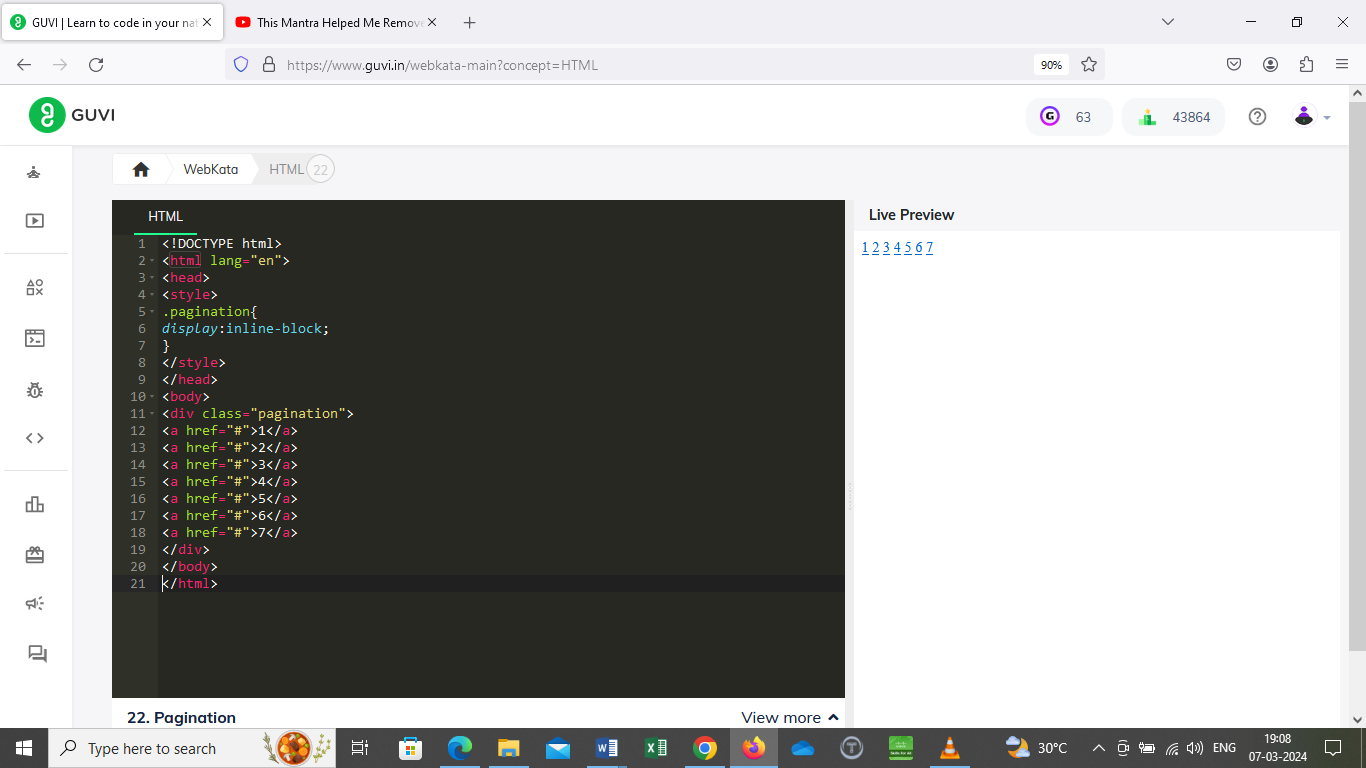 GUVI | Learn to code in your nat
This Mantra Helped Me Remov
https://www.guvi.in/webkata-main?concept=HTML
90%
GUVI
G 63
43864
WebKata
HTML 22
HTML
Live Preview
1 2 3 4 5 6 7
1 <!DOCTYPE html>
2 <html lang="en">
3 <head>
4 <style>
5 .pagination{
6 display:inline-block;
7 }
8 </style>
9 </head>
10 <body>
11 <div class="pagination">
12 <a href="#">1</a>
13 <a href="#">2</a>
14 <a href="#">3</a>
15 <a href="#">4</a>
16 <a href="#">5</a>
17 <a href="#">6</a>
18 <a href="#">7</a>
19 </div>
20 </body>
21 </html>
22. Pagination
View more
Type here to search
30°C
ENG
19:08
07-03-2024